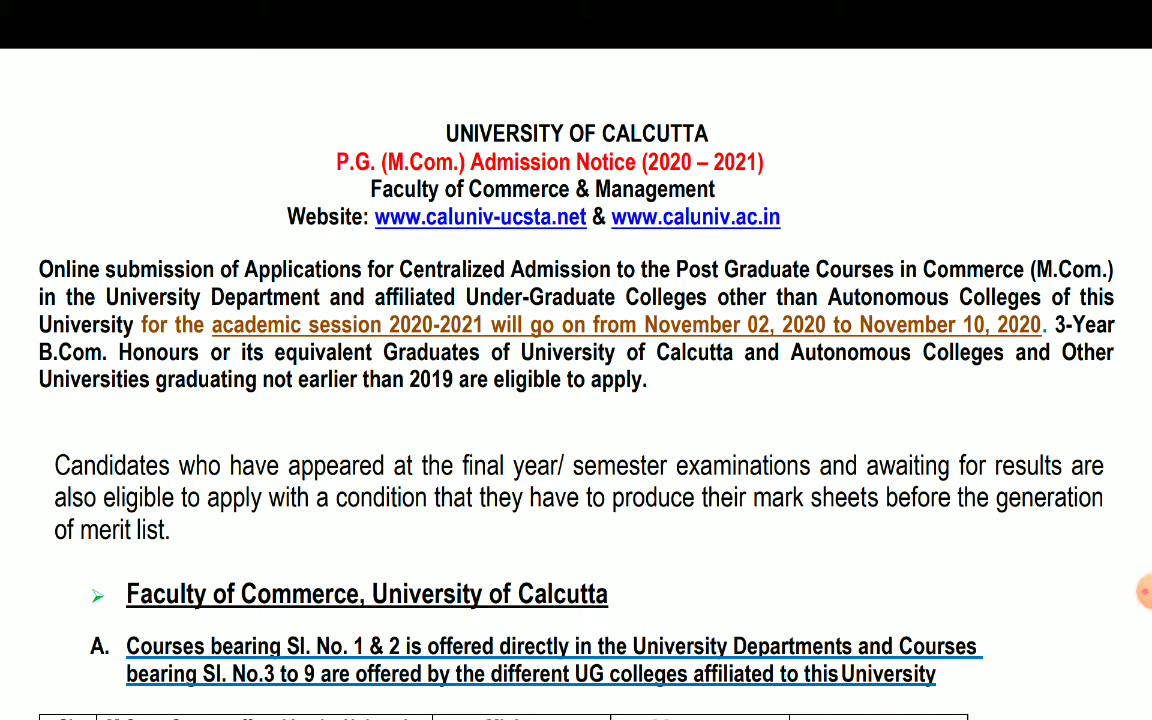 UNIVERSITY OF CALCUTTA
P.G. (M.Com.) Admission Notice (2020 – 2021)
Faculty of Commerce & Management
Website: www.caluniv-ucsta.net & www.caluniv.ac.in
Online submission of Applications for Centralized Admission to the Post Graduate Courses in Commerce (M.Com.)
in the University Department and affiliated Under-Graduate Colleges other than Autonomous Colleges of this
University for the academic session 2020-2021 will go on from November 02, 2020 to November 10, 2020. 3-Year
B.Com. Honours or its equivalent Graduates of University of Calcutta and Autonomous Colleges and Other
Universities graduating not earlier than 2019 are eligible to apply.
Candidates who have appeared at the final year/ semester examinations and awaiting for results are
also eligible to apply with a condition that they have to produce their mark sheets before the generation
of merit list.
➢ Faculty of Commerce, University of Calcutta
A. Courses bearing Sl. No. 1 & 2 is offered directly in the University Departments and Courses
bearing Sl. No.3 to 9 are offered by the different UG colleges affiliated to this University